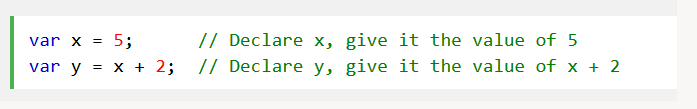 var x = 5;      // Declare x, give it the value of 5
var y = x + 2;  // Declare y, give it the value of x + 2